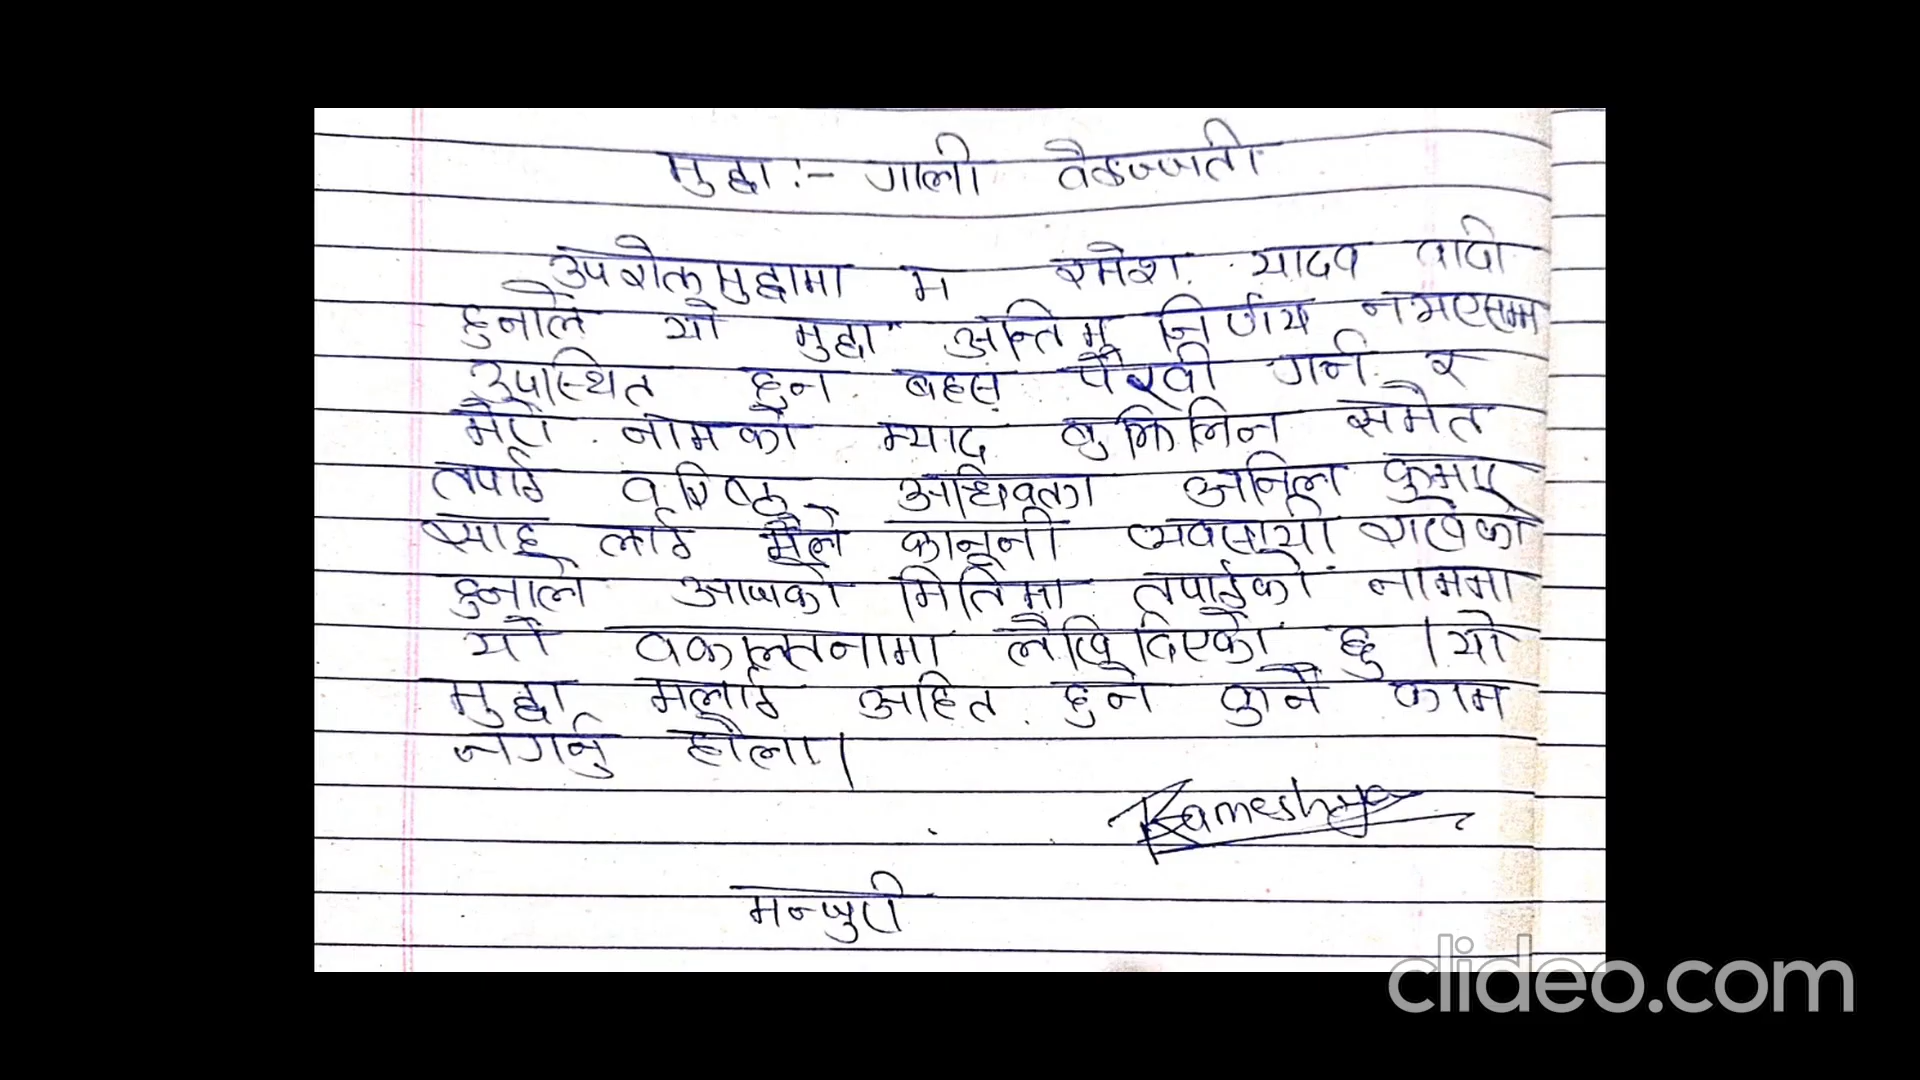 मुद्दा :- गाली बेइज्जती
उपरोक्त मुद्दामा म रमेश यादव वादी
हुनाले यो मुद्दा अन्तिम निर्णय नभएसम्म
उपस्थित हुन बहस पैरवी गर्न र
मेरो नामको म्याद बुझिलिन समेत
तपाई वरिष्ठ अधिवक्ता अनिल कुमार
साह लाई मैले कानूनी व्यवसायी राखेको
हुनाले आजको मितिमा तपाईको नाममा
यो वकालतनामा लेखिदिएको छु । यो
मुद्दा मलाई अहित हुने कुनै काम
नगर्नु होला ।
मन्जुरी
clideo.com